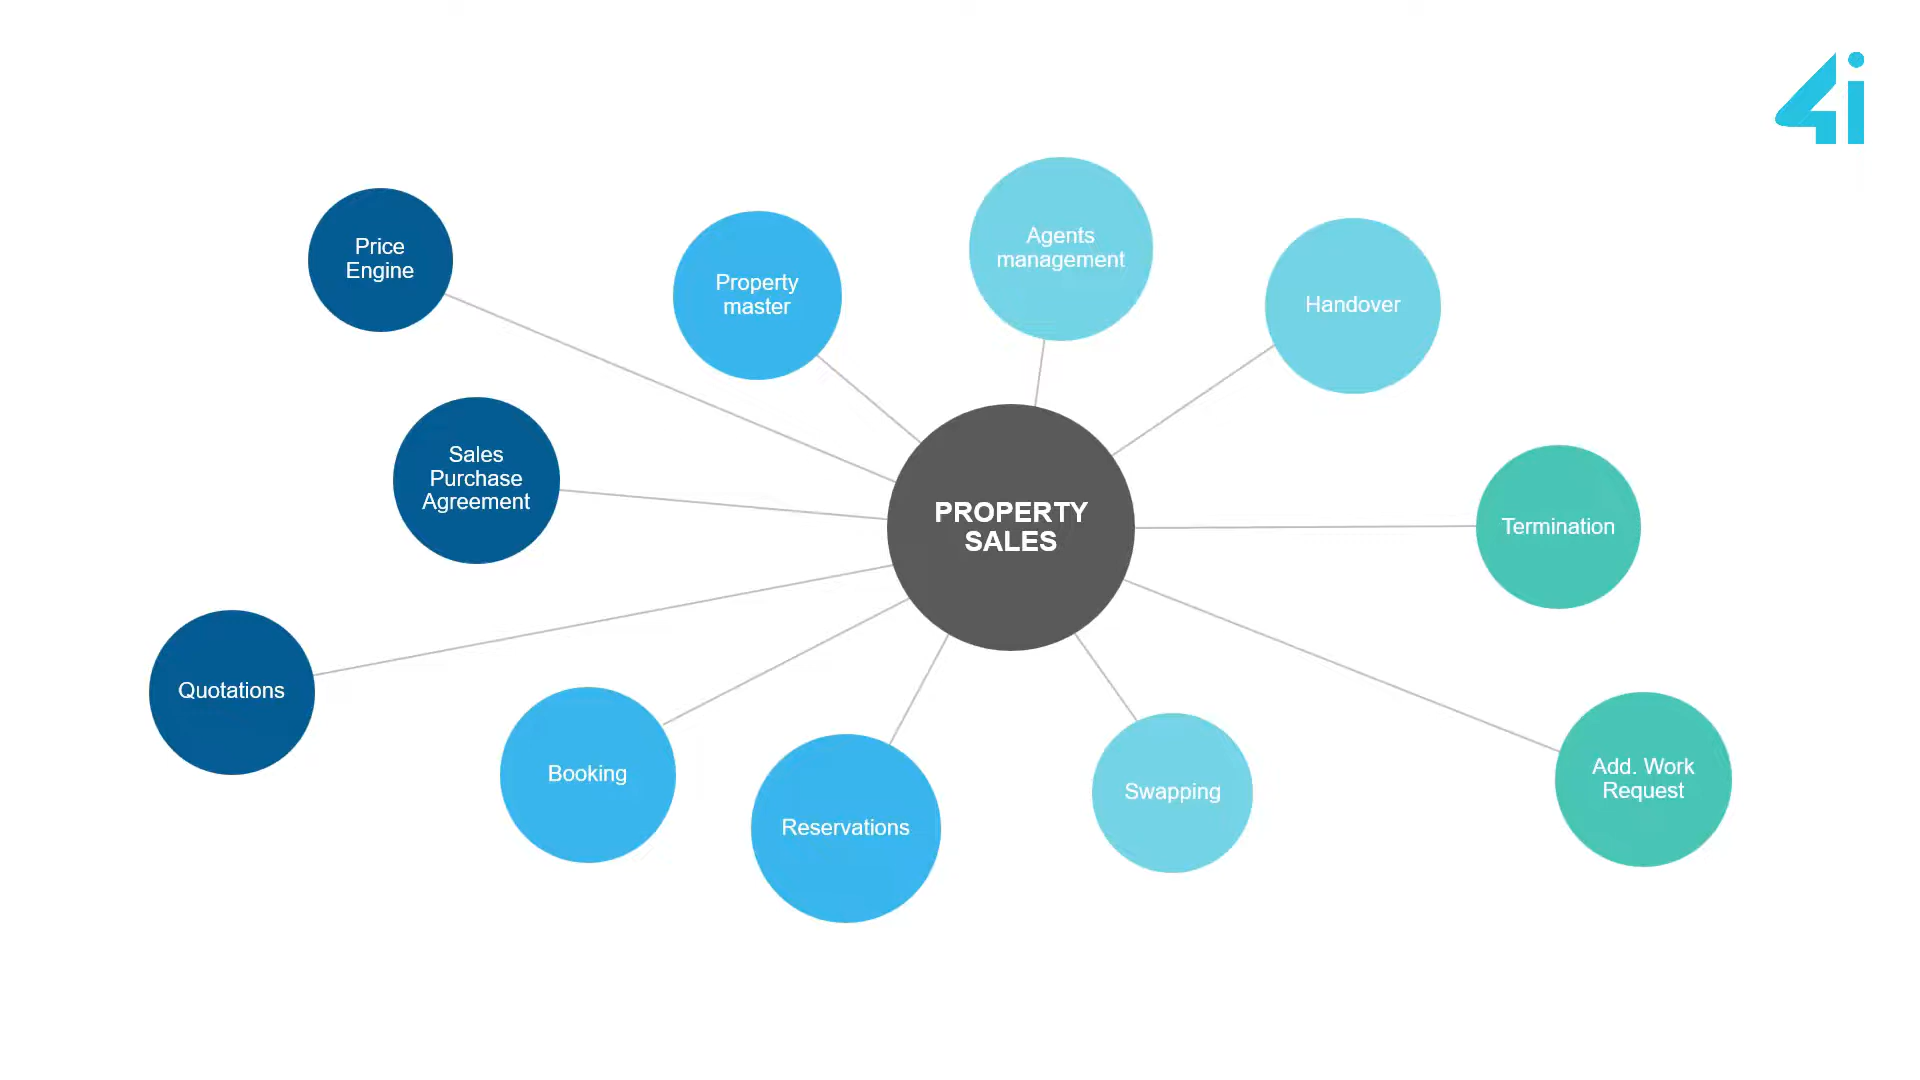 4i
Price
Engine
Property
master
Agents
management
Handover
Sales
Purchase
Agreement
PROPERTY
SALES
Termination
Quotations
Booking
Reservations
Swapping
Add. Work
Request